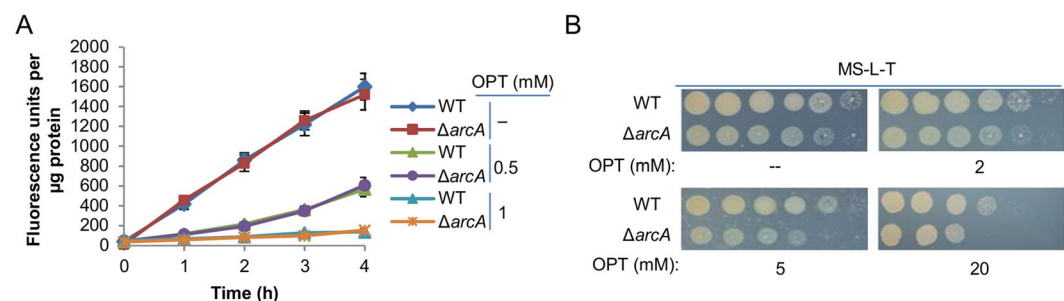 A
Fluorescence units per
µg protein
2000
1800
1600
1400
1200
1000
800
600
400
200
0
0 1 2 3 4
Time (h)
OPT (mM)
WT
ΔarcA
–
WT
ΔarcA
0.5
WT
ΔarcA
1
B
MS-L-T
WT
ΔarcA
OPT (mM): -- 2
WT
ΔarcA
OPT (mM): 5 20